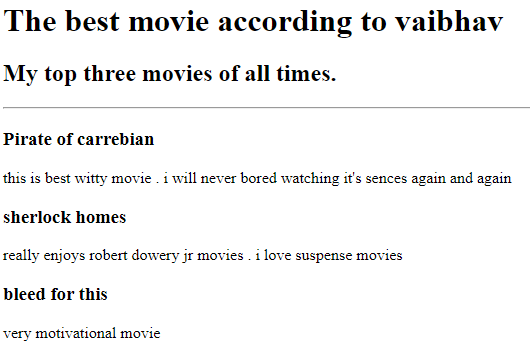 The best movie according to vaibhav
My top three movies of all times.
Pirate of carrebian
this is best witty movie . i will never bored watching it's sences again and again
sherlock homes
really enjoys robert dowery jr movies . i love suspense movies
bleed for this
very motivational movie